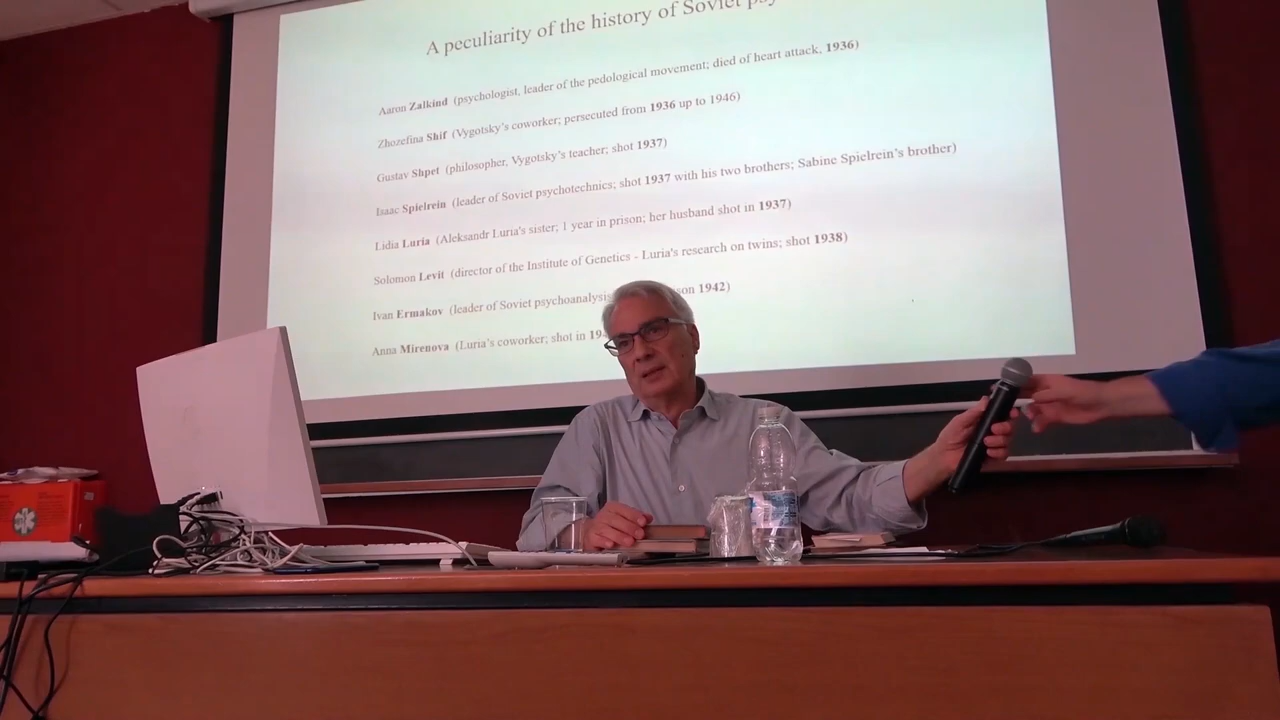 A peculiarity of the history of Soviet
Aaron Zalkind (psychologist, leader of the pedological movement; died of heart attack, 1936)
Zhozefina Shif (Vygotsky's coworker; persecuted from 1936 up to 1946)
Gustav Shpet (philosopher, Vygotsky's teacher; shot 1937)
Isaac Spielrein (leader of Soviet psychotechnics; shot 1937 with his two brothers; Sabine Spielrein's brother)
Lidia Luria (Aleksandr Luria's sister; 1 year in prison; her husband shot in 1937)
Solomon Levit (director of the Institute of Genetics - Luria's research on twins; shot 1938)
Ivan Ermakov (leader of Soviet psychoanalysis 1942)
Anna Mirenova (Luria's coworker; shot in